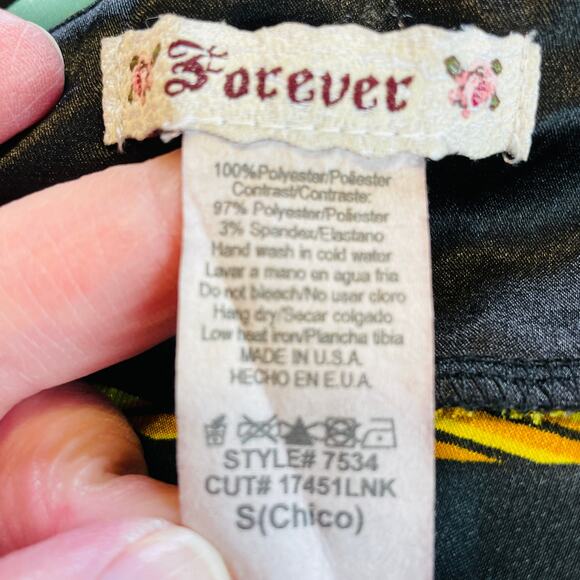 Forever
100%Polyester/Poliester
Contrast/Contraste:
97% Polyester/Poliester
3% Spandex/Elastano
Hand wash in cold water
Lavar a mano en agua fria
Do not bleach/No usar cloro
Hang dry/Secar colgado
Low heat iron/Plancha tibia
MADE IN U.S.A.
HECHO EN E.U.A.
STYLE# 7534
CUT# 17451LNK
S(Chico)